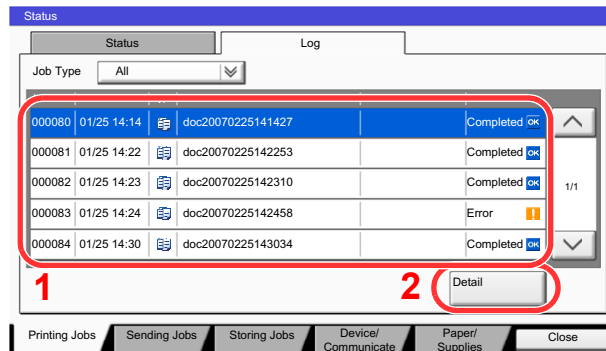 Status
Status Log
Job Type All
000080 01/25 14:14 doc20070225141427 Completed OK
000081 01/25 14:22 doc20070225142253 Completed OK
000082 01/25 14:23 doc20070225142310 Completed OK
1/1
000083 01/25 14:24 doc20070225142458 Error !
000084 01/25 14:30 doc20070225143034 Completed OK
1 2 Detail
Printing Jobs Sending Jobs Storing Jobs Device/
Communicate Paper/
Supplies Close